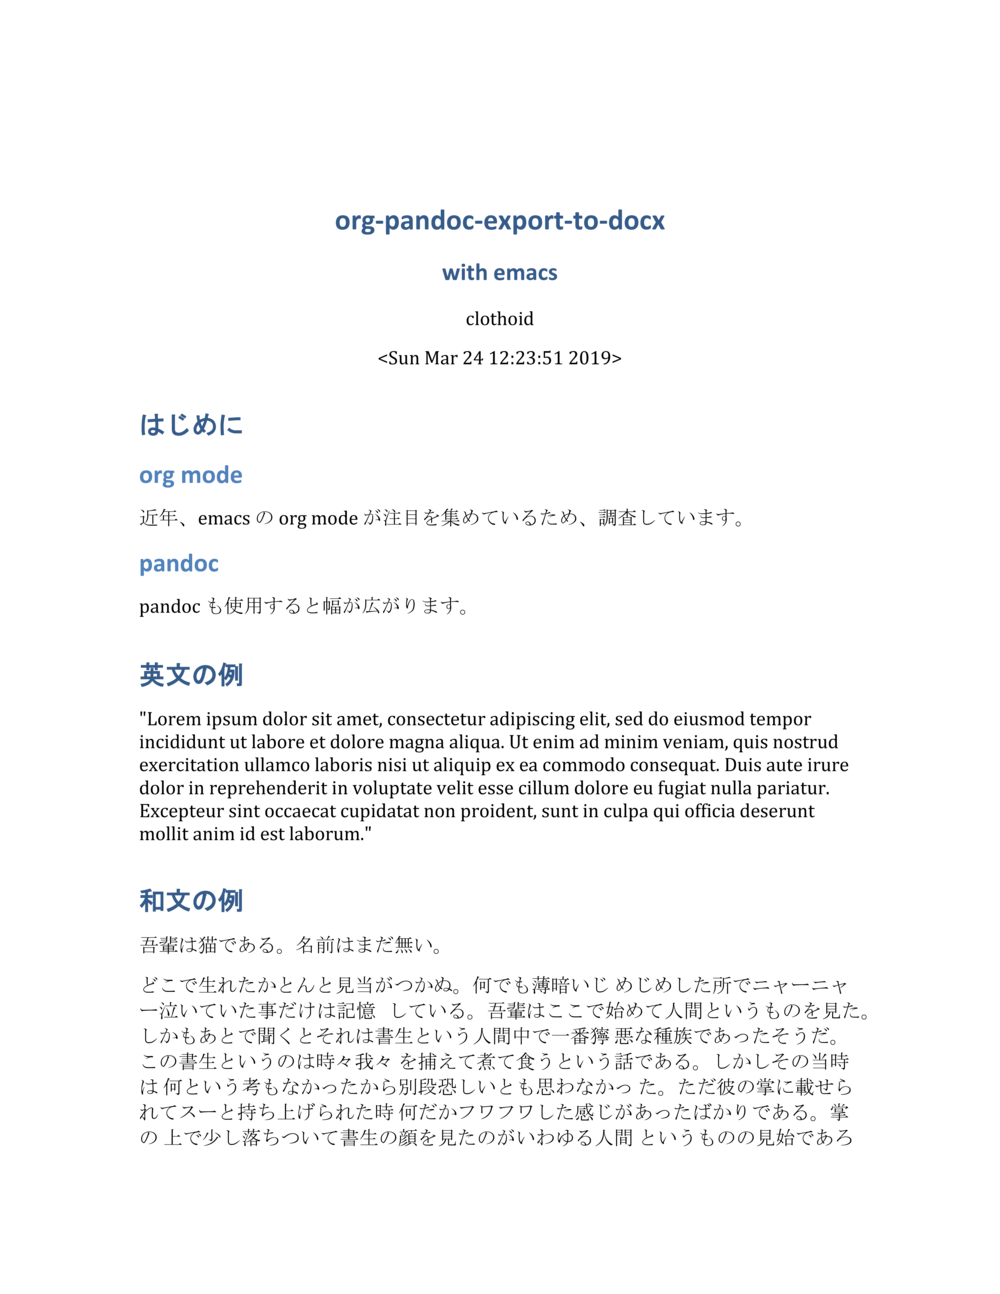 org-pandoc-export-to-docx
with emacs
clothoid
<Sun Mar 24 12:23:51 2019>
はじめに
org mode
近年、emacs の org mode が注目を集めているため、調査しています。
pandoc
pandoc も使用すると幅が広がります。
英文の例
"Lorem ipsum dolor sit amet, consectetur adipiscing elit, sed do eiusmod tempor
incididunt ut labore et dolore magna aliqua. Ut enim ad minim veniam, quis nostrud
exercitation ullamco laboris nisi ut aliquip ex ea commodo consequat. Duis aute irure
dolor in reprehenderit in voluptate velit esse cillum dolore eu fugiat nulla pariatur.
Excepteur sint occaecat cupidatat non proident, sunt in culpa qui officia deserunt
mollit anim id est laborum."
和文の例
吾輩は猫である。名前はまだ無い。
どこで生れたかとんと見当がつかぬ。何でも薄暗いじ めじめした所でニャーニャ
ー泣いていた事だけは記憶 している。吾輩はここで始めて人間というものを見た。
しかもあとで聞くとそれは書生という人間中で一番獰 悪な種族であったそうだ。
この書生というのは時々我々 を捕えて煮て食うという話である。しかしその当時
は 何という考もなかったから別段恐しいとも思わなかっ た。ただ彼の掌に載せら
れてスーと持ち上げられた時 何だかフワフワした感じがあったばかりである。掌
の 上で少し落ちついて書生の顔を見たのがいわゆる人間 というものの見始であろ